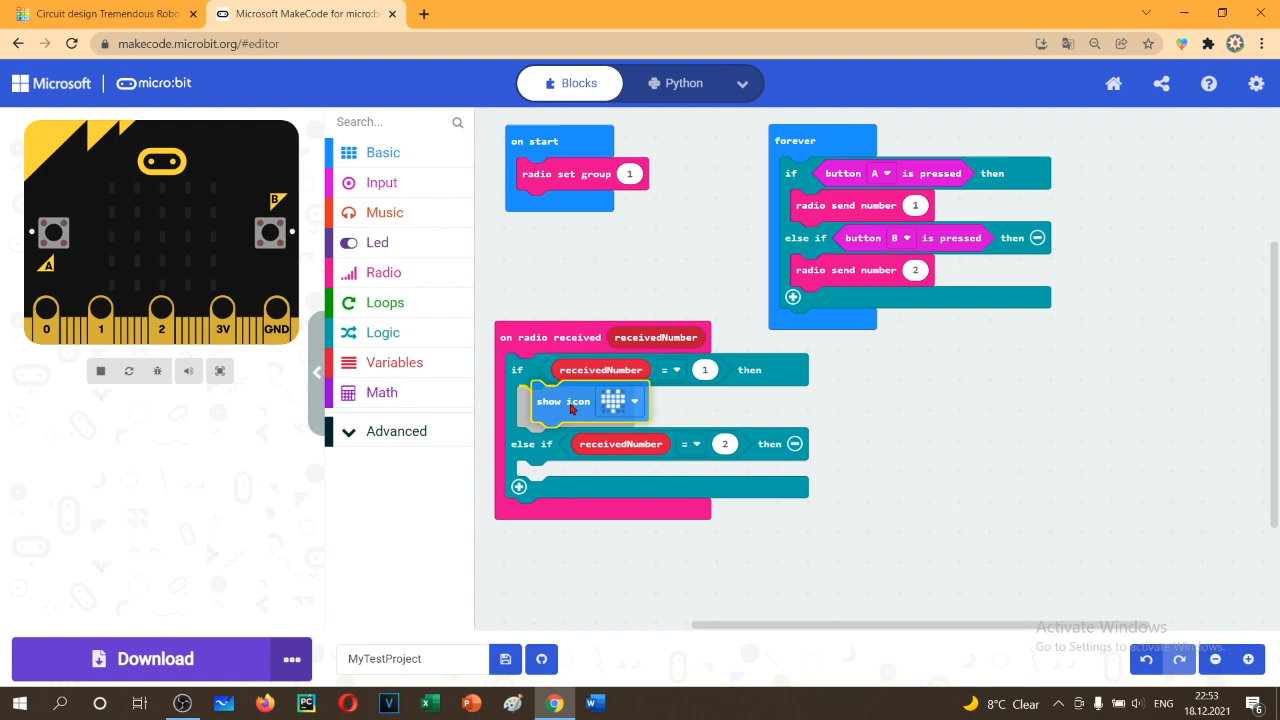 Circuit design Tremendous Robo
Microsoft MakeCode for micro:bit
makecode.microbit.org/#editor
Microsoft
micro:bit
Blocks
Python
Search...
Basic
Input
Music
Led
Radio
Loops
Logic
Variables
Math
Advanced
A
B
0 1 2 3V GND
on start
radio set group 1
forever
if button A is pressed then
radio send number 1
else if button B is pressed then
radio send number 2
on radio received receivedNumber
if receivedNumber = 1 then
show icon
else if receivedNumber = 2 then
Activate Windows
Go to Settings to activate Windows.
Download
MyTestProject
8°C Clear
ENG
22:53
18.12.2021
6